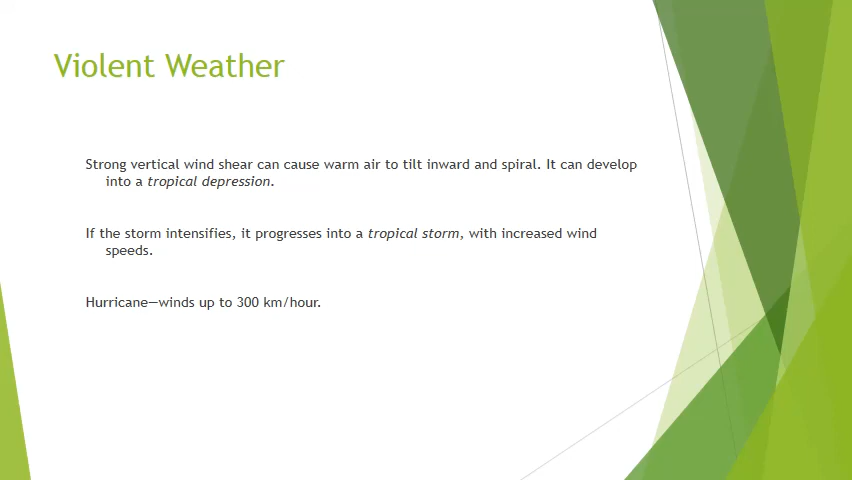 Violent Weather
Strong vertical wind shear can cause warm air to tilt inward and spiral. It can develop
into a tropical depression.
If the storm intensifies, it progresses into a tropical storm, with increased wind
speeds.
Hurricane—winds up to 300 km/hour.